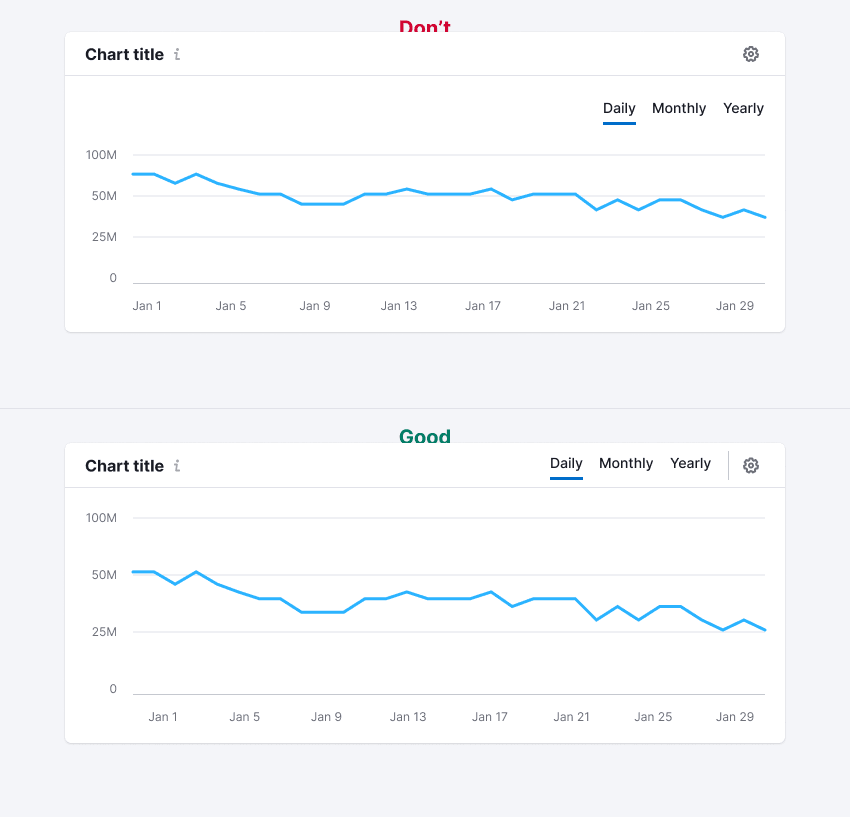 Don't
Chart title i
Daily Monthly Yearly
100M
50M
25M
0
Jan 1 Jan 5 Jan 9 Jan 13 Jan 17 Jan 21 Jan 25 Jan 29
Good
Chart title i Daily Monthly Yearly
100M
50M
25M
0
Jan 1 Jan 5 Jan 9 Jan 13 Jan 17 Jan 21 Jan 25 Jan 29